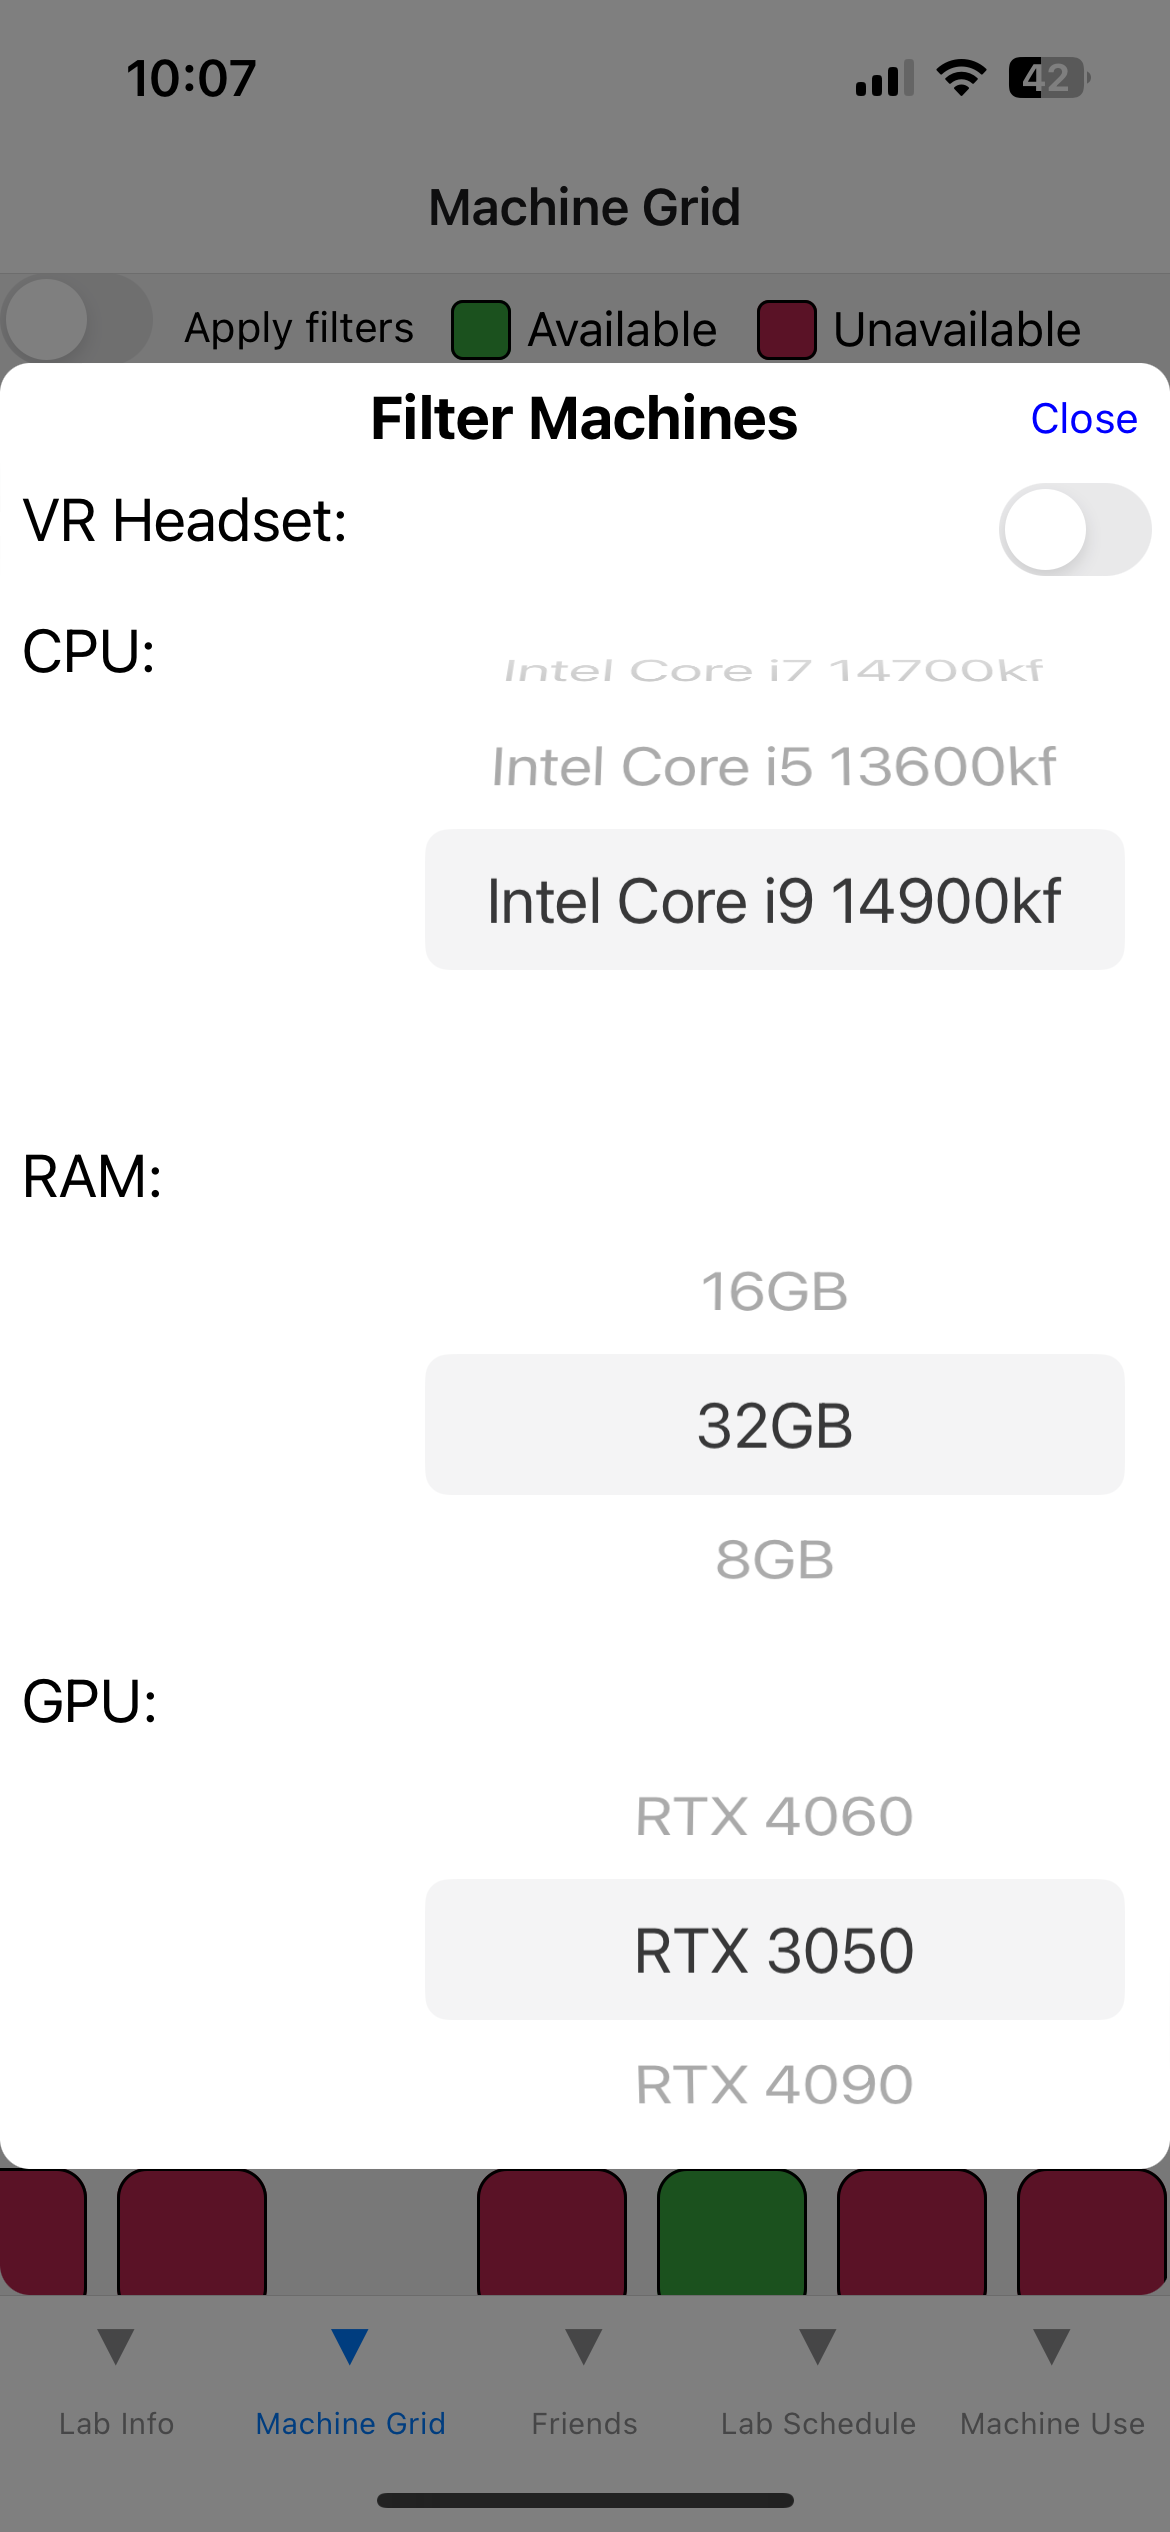 10:07
42
Machine Grid
Apply filters
Available
Unavailable
Filter Machines
Close
VR Headset:
CPU:
Intel Core i7 14700kf
Intel Core i5 13600kf
Intel Core i9 14900kf
RAM:
16GB
32GB
8GB
GPU:
RTX 4060
RTX 3050
RTX 4090
Lab Info
Machine Grid
Friends
Lab Schedule
Machine Use